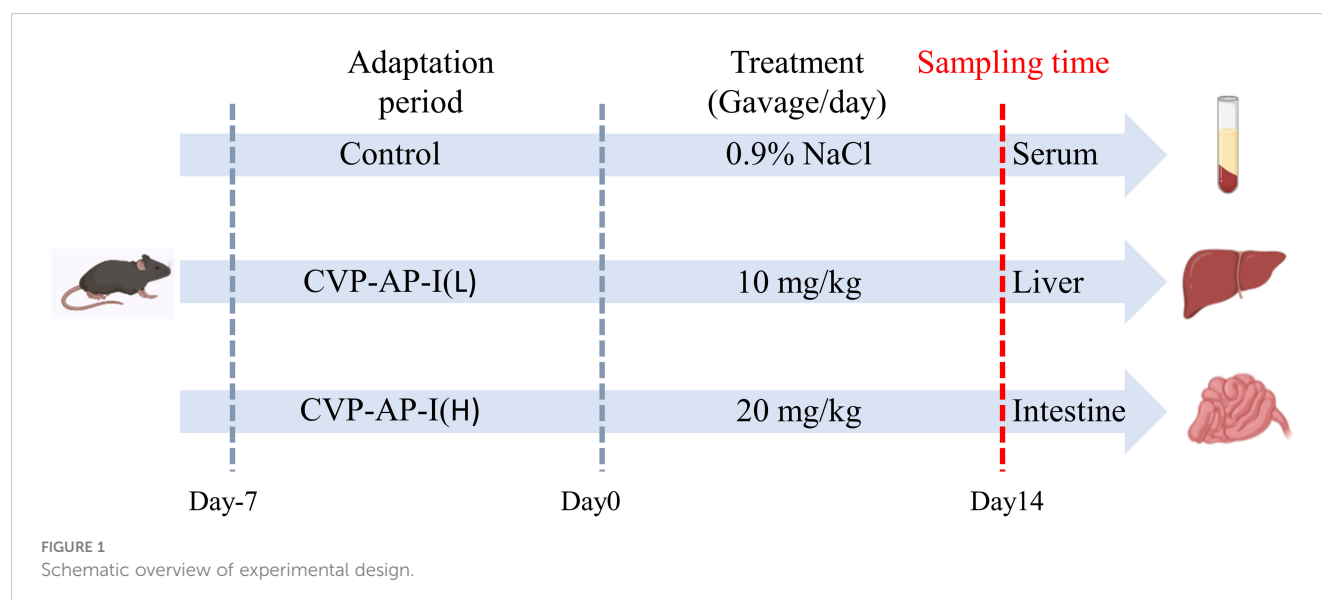 Adaptation
period
Treatment
(Gavage/day)
Sampling time
Control
0.9% NaCl
Serum
CVP-AP-I(L)
10 mg/kg
Liver
CVP-AP-I(H)
20 mg/kg
Intestine
Day-7
Day0
Day14
FIGURE 1
Schematic overview of experimental design.